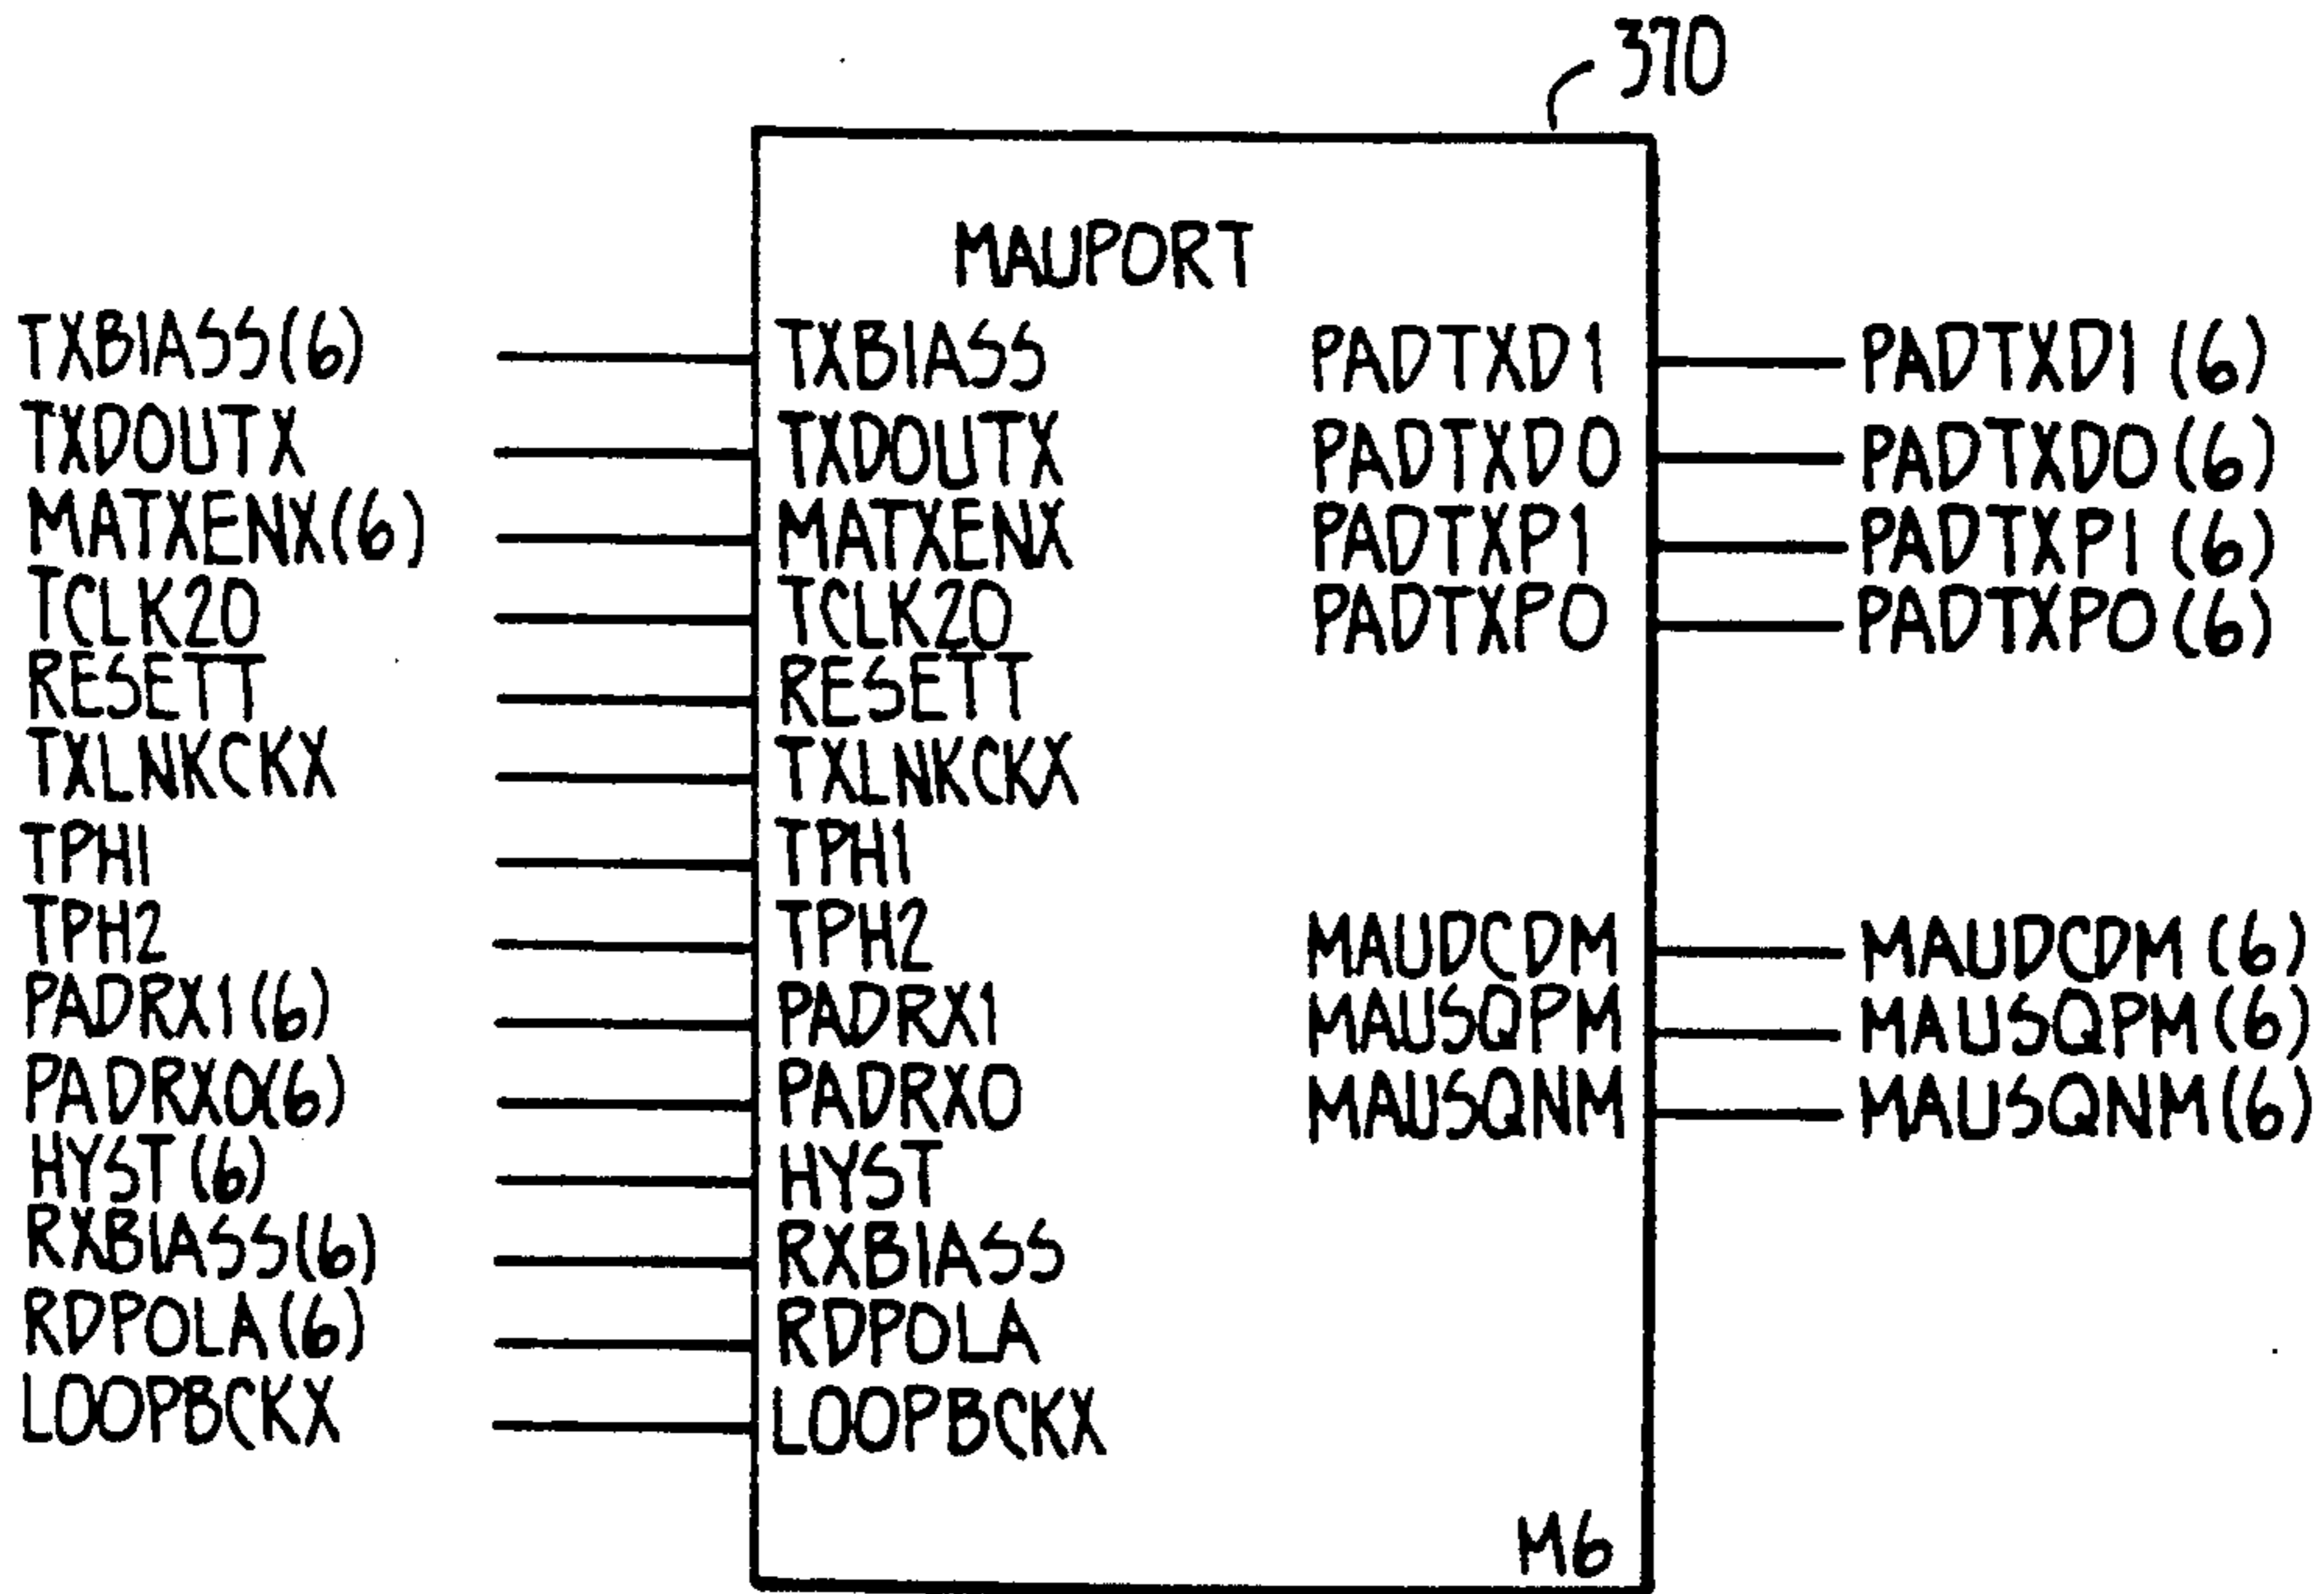 370
MAUPORT
TXBIASS(6) TXBIASS PADTXD1 PADTXD1(6)
TXDOUTX TXDOUTX PADTXD0 PADTXD0(6)
MATXENX(6) MATXENX PADTXP1 PADTXP1(6)
TCLK20 TCLK20 PADTXP0 PADTXP0(6)
RESETT RESETT
TXLNKCKX TXLNKCKX
TPH1 TPH1
TPH2 TPH2 MAUDCDM MAUDCDM(6)
PADRX1(6) PADRX1 MAUSQPM MAUSQPM(6)
PADRX0(6) PADRX0 MAUSQNM MAUSQNM(6)
HYST(6) HYST
RXBIASS(6) RXBIASS
RDPOLA(6) RDPOLA
LOOPBCKX LOOPBCKX
M6